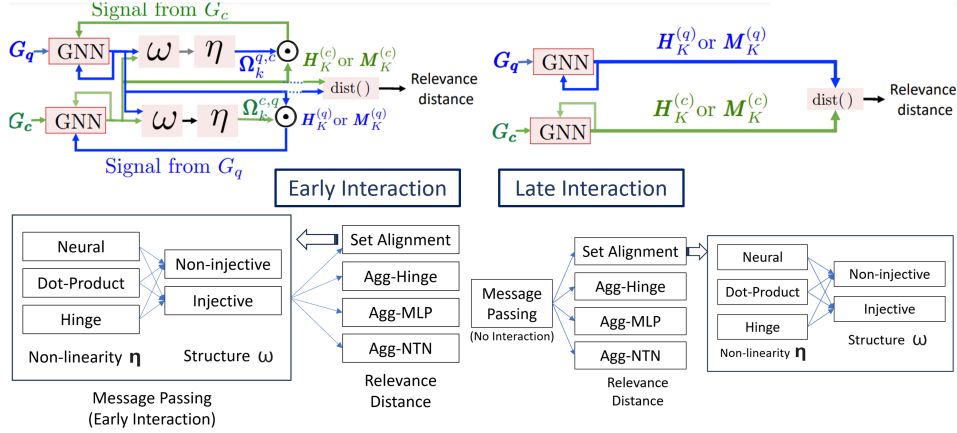 Signal from G_c
G_q
GNN
ω
η
Ω_k^{q,c}
H_K^{(c)} or M_K^{(c)}
dist()
Relevance
distance
G_c
GNN
ω
η
Ω_k^{c,q}
H_K^{(q)} or M_K^{(q)}
Signal from G_q
H_K^{(q)} or M_K^{(q)}
G_q
GNN
dist()
Relevance
distance
H_K^{(c)} or M_K^{(c)}
G_c
GNN
Early Interaction
Late Interaction
Neural
Dot-Product
Hinge
Non-injective
Injective
Non-linearity η
Structure ω
Message Passing
(Early Interaction)
Set Alignment
Agg-Hinge
Agg-MLP
Agg-NTN
Relevance
Distance
Message
Passing
(No Interaction)
Set Alignment
Agg-Hinge
Agg-MLP
Agg-NTN
Relevance
Distance
Neural
Dot-Product
Hinge
Non-linearity η
Non-injective
Injective
Structure ω